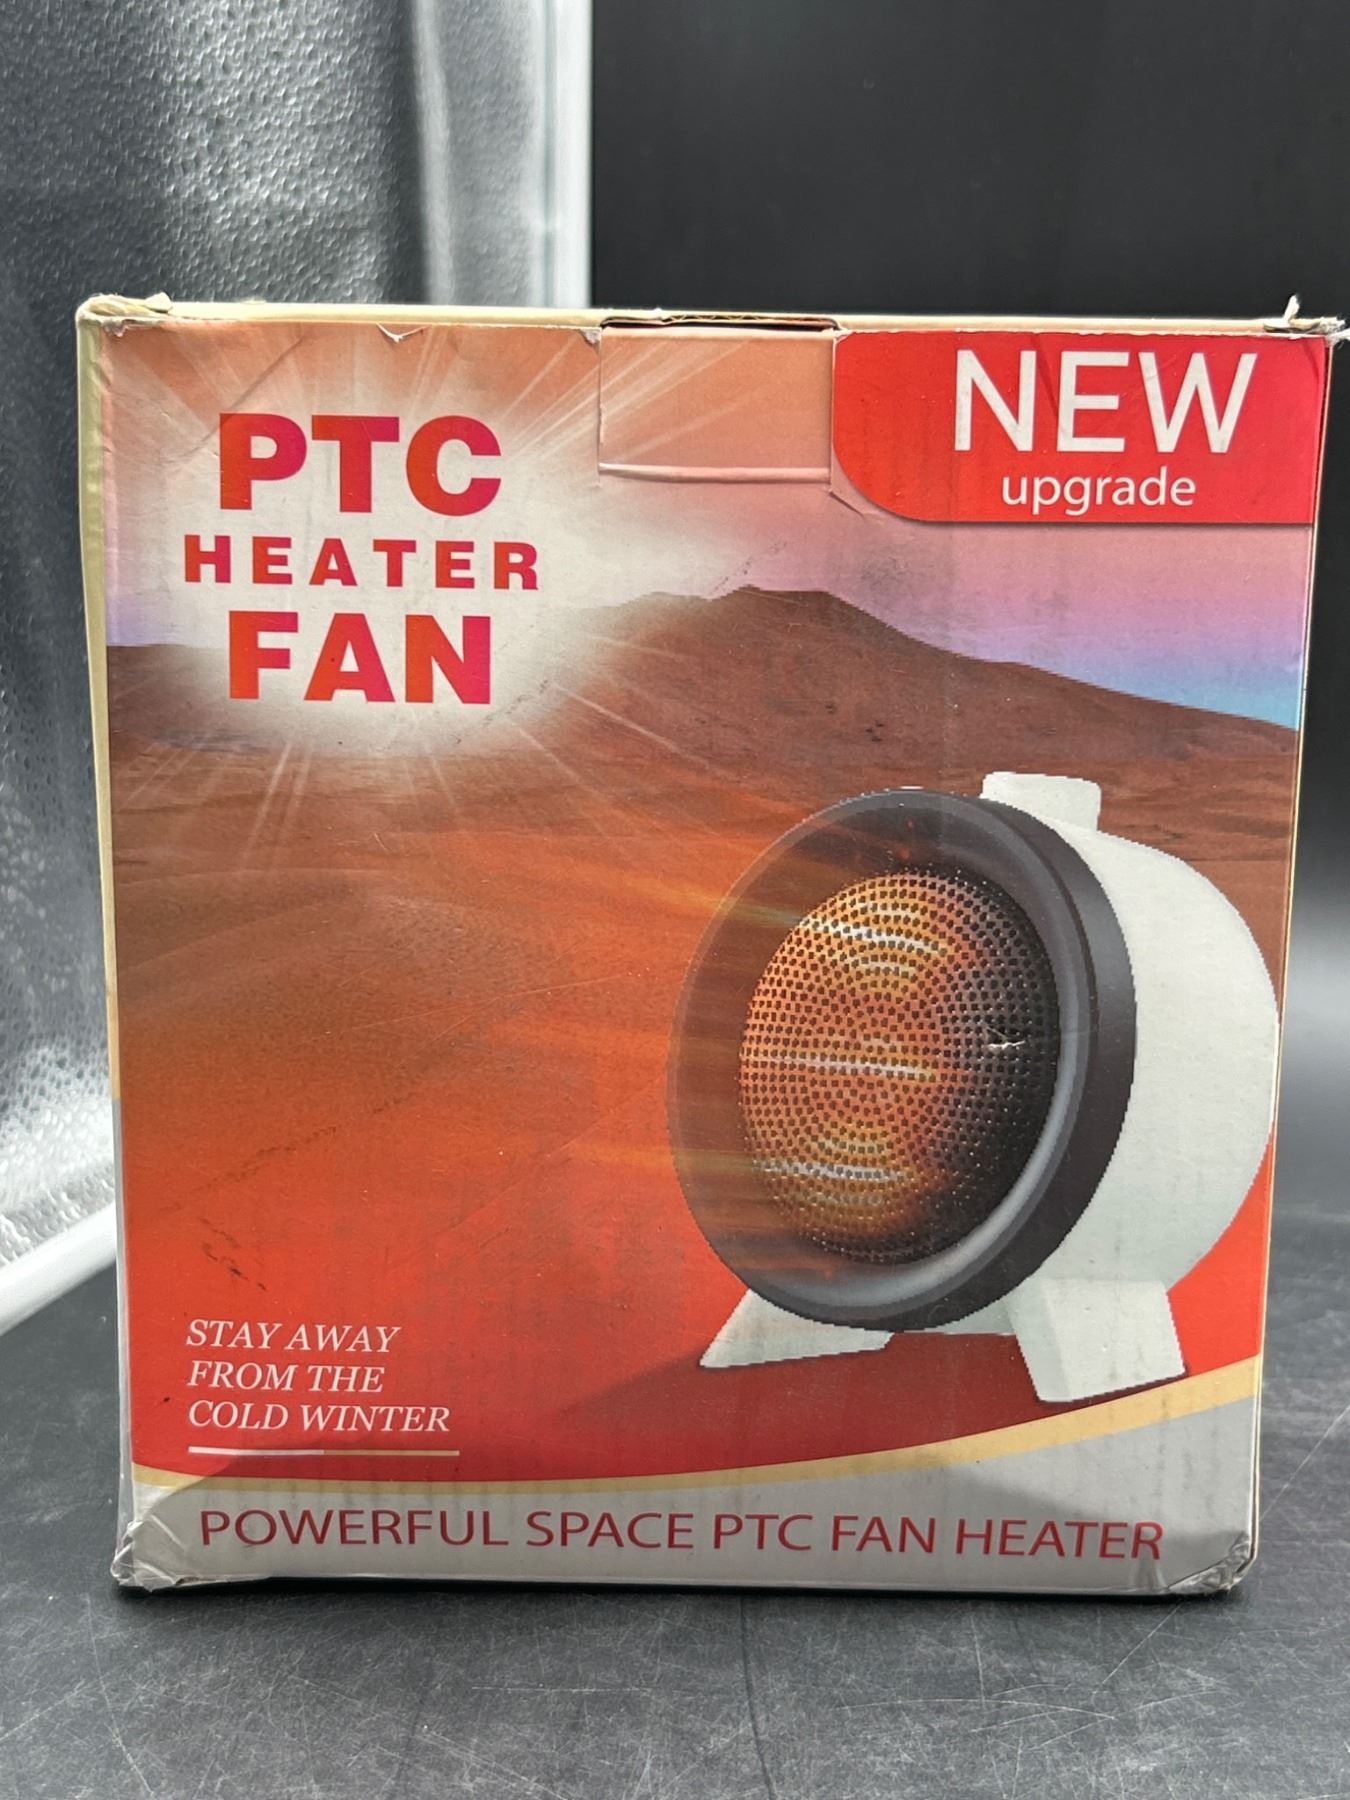 PTC
HEATER
FAN
NEW
upgrade
STAY AWAY
FROM THE
COLD WINTER
POWERFUL SPACE PTC FAN HEATER